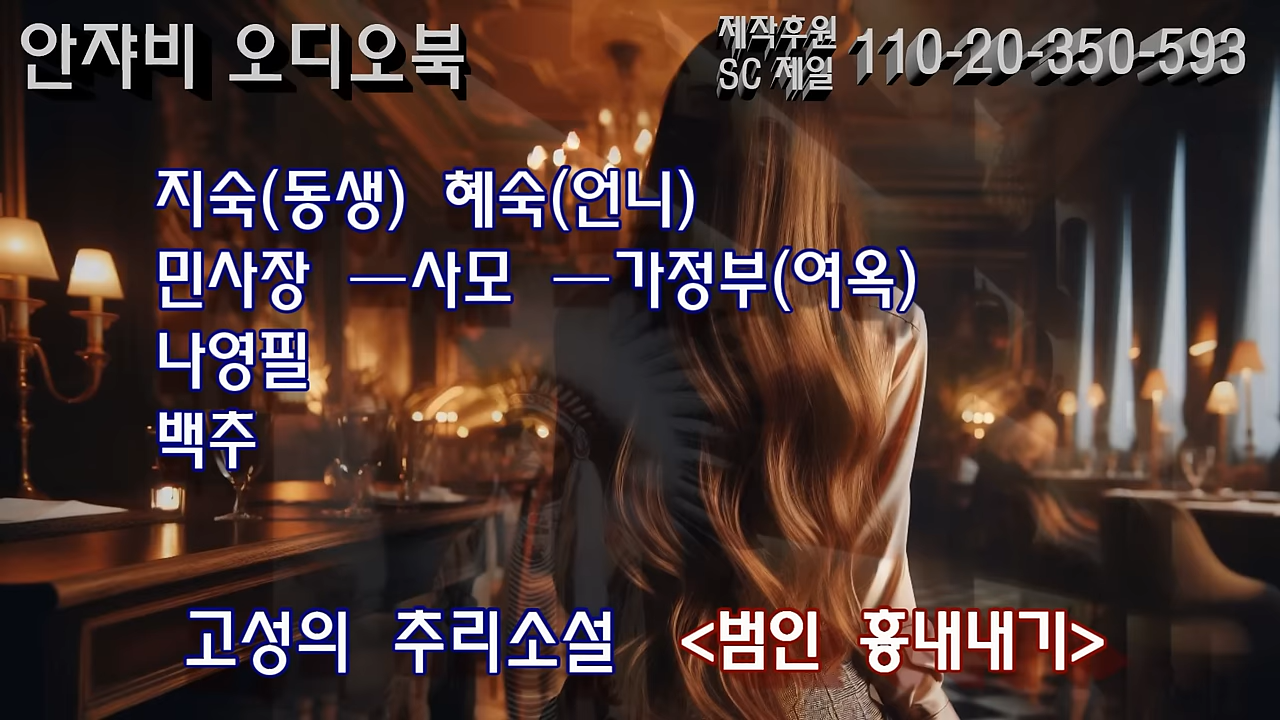 안쟈비 오디오북
제작후원
SC 제일
110-20-350-593
지숙(동생) 혜숙(언니)
민사장 —사모 —가정부(여옥)
나영필
백추
고성의 추리소설 <범인 흉내내기>